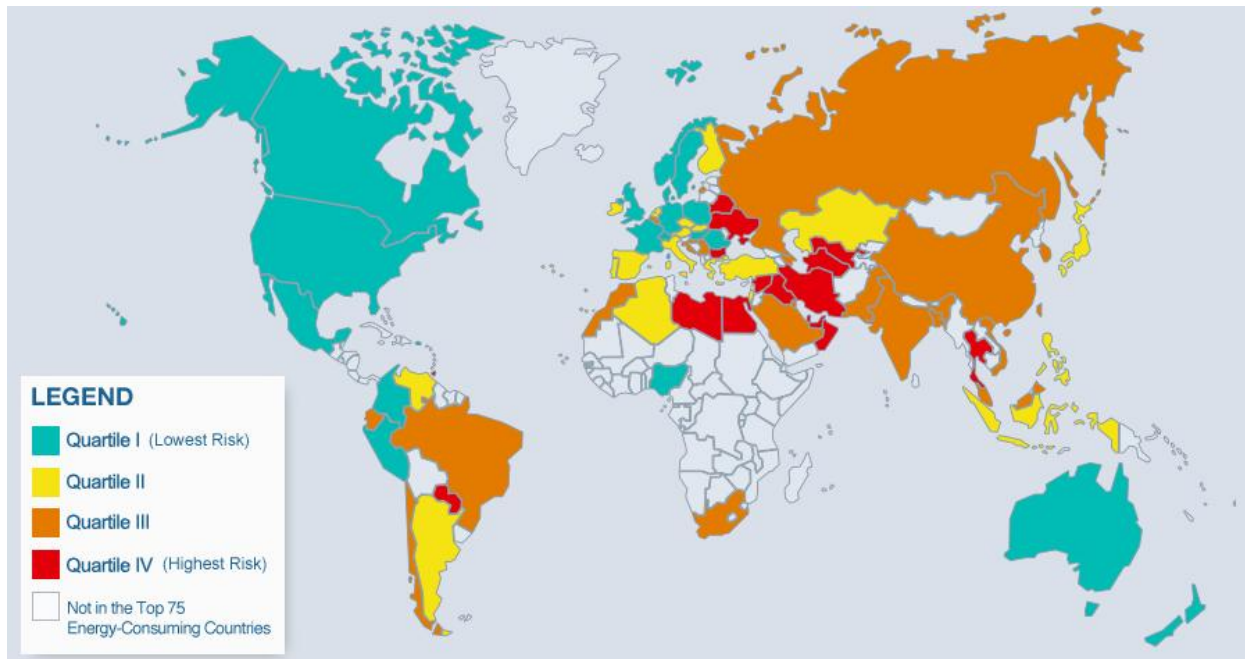 LEGEND
Quartile I (Lowest Risk)
Quartile II
Quartile III
Quartile IV (Highest Risk)
Not in the Top 75
Energy-Consuming Countries